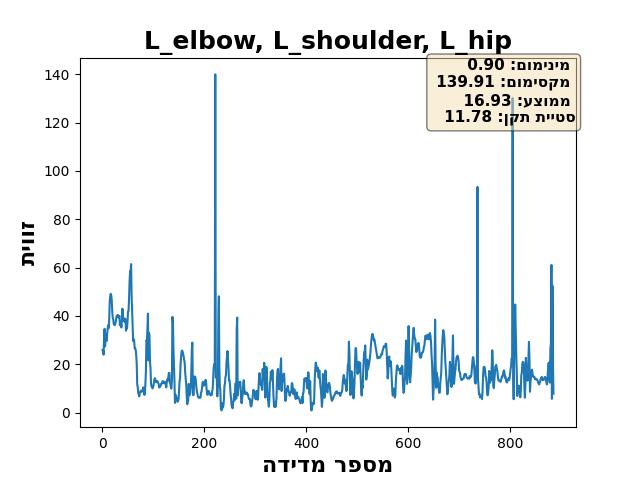 L_elbow, L_shoulder, L_hip
מינימום: 0.90
מקסימום: 139.91
ממוצע: 16.93
סטיית תקן: 11.78
זווית
140
120
100
80
60
40
20
0
0 200 400 600 800
מספר מדידה